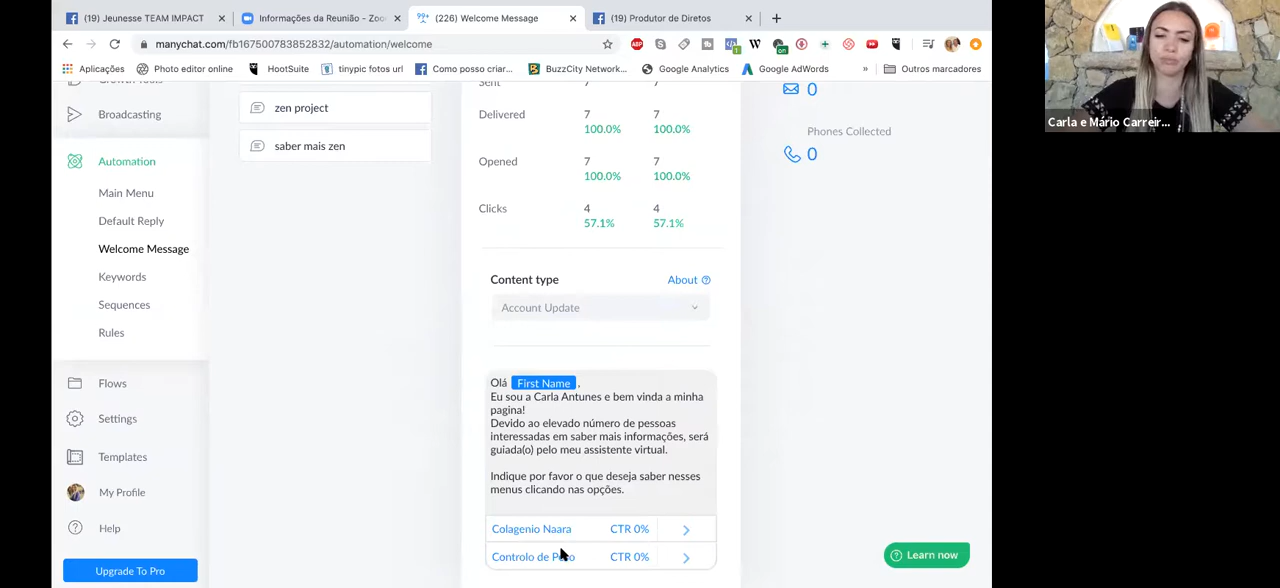 (19) Jeunesse TEAM IMPACT
Informações da Reunião - Zoo
(226) Welcome Message
(19) Produtor de Diretos
manychat.com/fb167500783852832/automation/welcome
Aplicações
Photo editor online
HootSuite
tinypic fotos url
Como posso criar...
BuzzCity Network...
Google Analytics
Google AdWords
»
Outros marcadores
Carla e Mário Carreir...
Broadcasting
Automation
Main Menu
Default Reply
Welcome Message
Keywords
Sequences
Rules
Flows
Settings
Templates
My Profile
Help
Upgrade To Pro
zen project
saber mais zen
Sent 7 7
Delivered 7 7
100.0% 100.0%
Opened 7 7
100.0% 100.0%
Clicks 4 4
57.1% 57.1%
Content type About
Account Update
Olá First Name ,
Eu sou a Carla Antunes e bem vinda a minha
pagina!
Devido ao elevado número de pessoas
interessadas em saber mais informações, será
guiada(o) pelo meu assistente virtual.
Indique por favor o que deseja saber nesses
menus clicando nas opções.
Colagenio Naara CTR 0%
Controlo de CTR 0%
0
Phones Collected
0
Learn now